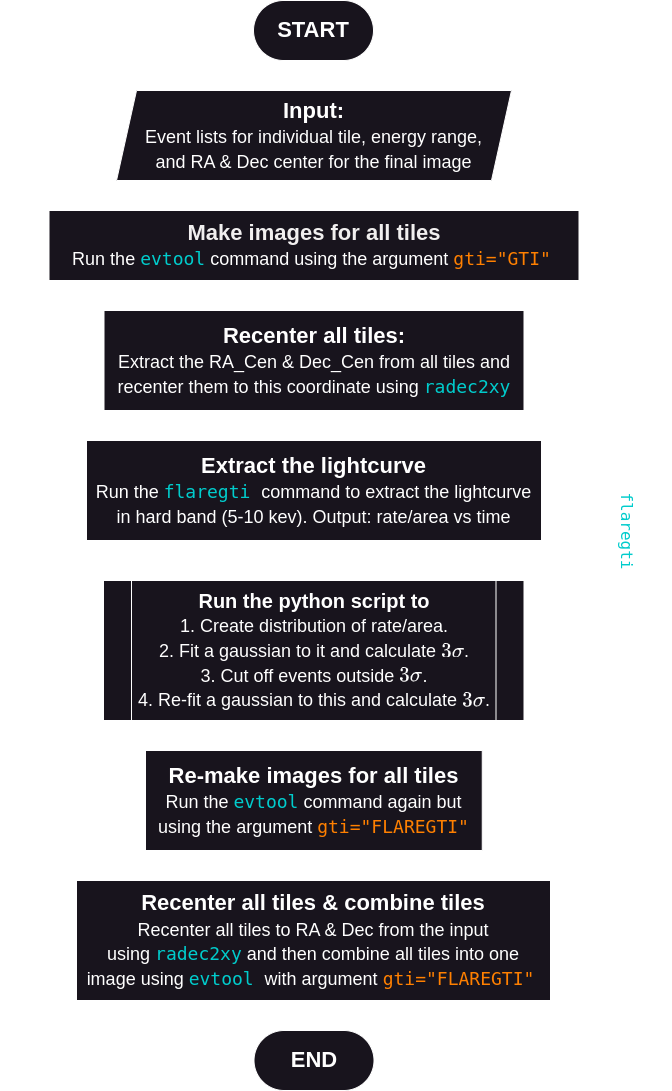 START
Input:
Event lists for individual tile, energy range,
and RA & Dec center for the final image
Make images for all tiles
Run the evtool command using the argument gti="GTI"
Recenter all tiles:
Extract the RA_Cen & Dec_Cen from all tiles and
recenter them to this coordinate using radec2xy
Extract the lightcurve
Run the flaregti command to extract the lightcurve
in hard band (5-10 kev). Output: rate/area vs time
flaregti
Run the python script to
1. Create distribution of rate/area.
2. Fit a gaussian to it and calculate 3σ.
3. Cut off events outside 3σ.
4. Re-fit a gaussian to this and calculate 3σ.
Re-make images for all tiles
Run the evtool command again but
using the argument gti="FLAREGTI"
Recenter all tiles & combine tiles
Recenter all tiles to RA & Dec from the input
using radec2xy and then combine all tiles into one
image using evtool with argument gti="FLAREGTI"
END